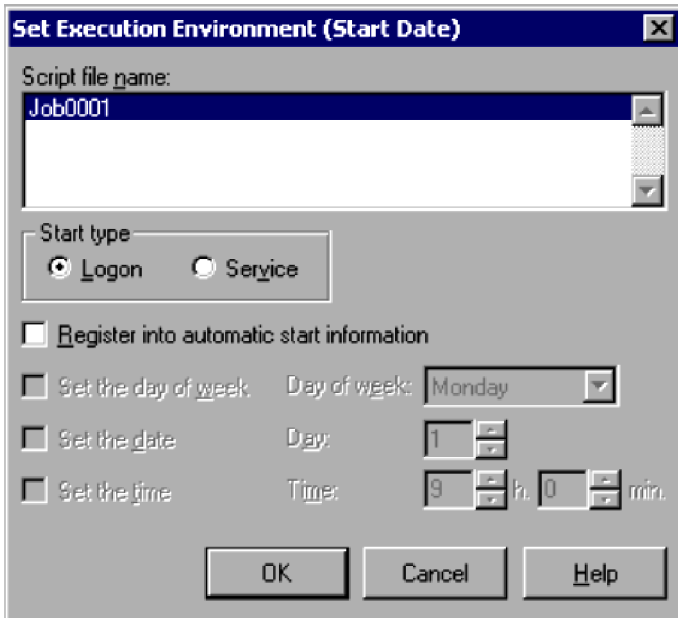 Set Execution Environment (Start Date)
Script file name:
Job0001
Start type
Logon Service
Register into automatic start information
Set the day of week Day of week: Monday
Set the date Day: 1
Set the time Time: 9 h. 0 min.
OK Cancel Help